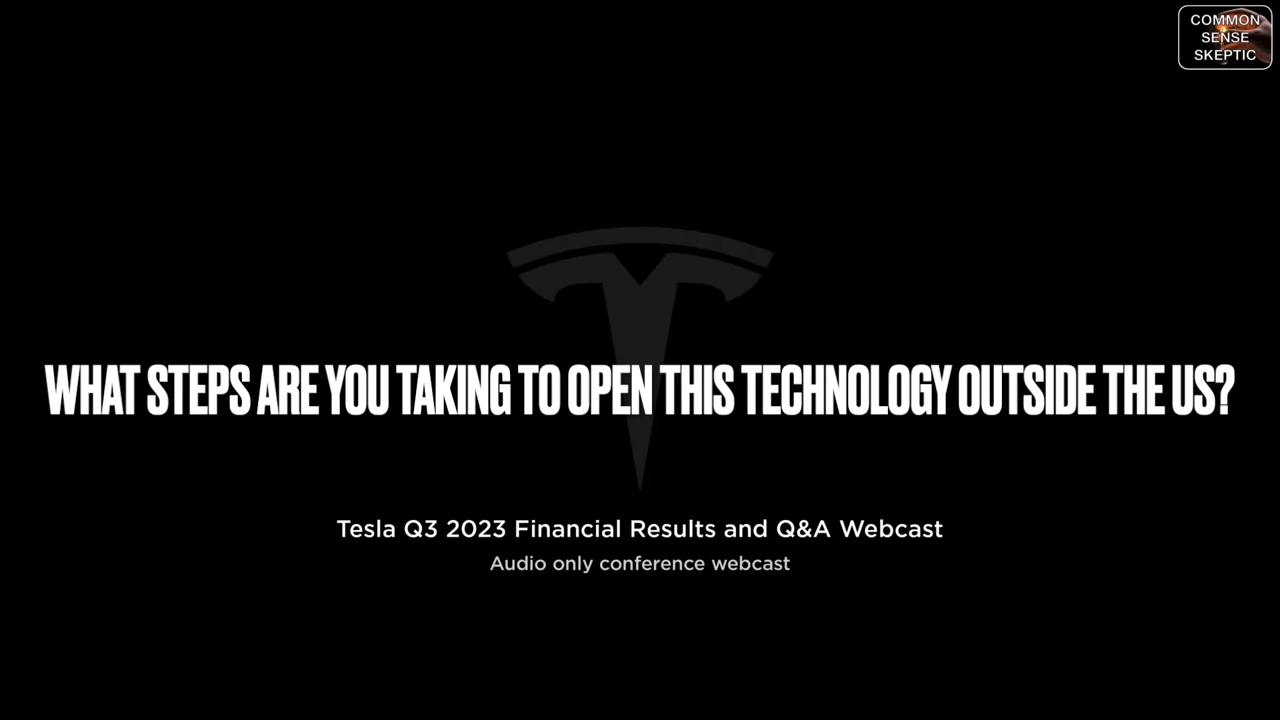 COMMON
SENSE
SKEPTIC
WHAT STEPS ARE YOU TAKING TO OPEN THIS TECHNOLOGY OUTSIDE THE US?
Tesla Q3 2023 Financial Results and Q&A Webcast
Audio only conference webcast